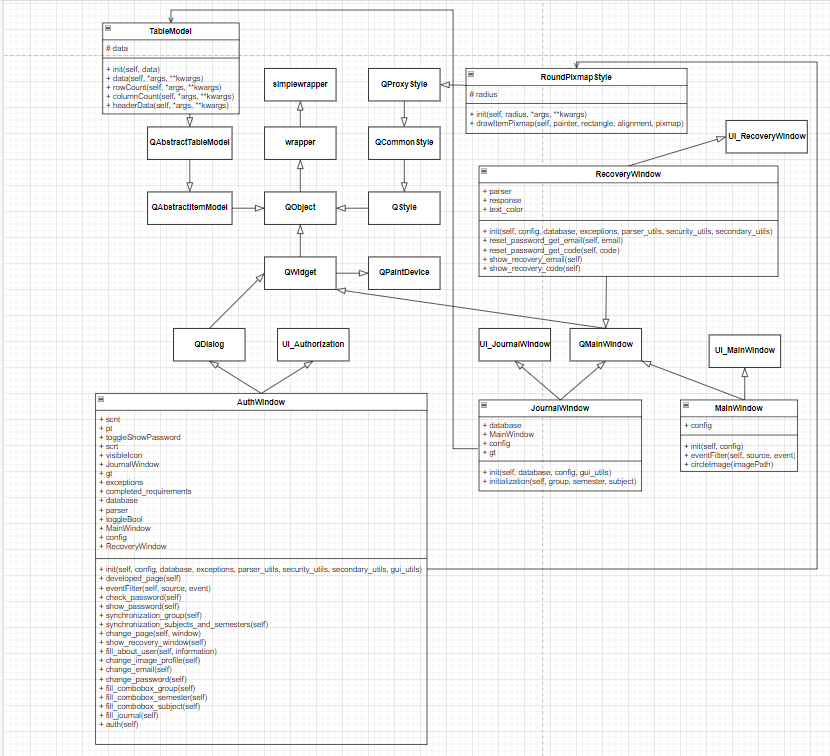 TableModel
# data
+ init(self, data)
+ data(self, *args, **kwargs)
+ rowCount(self, *args, **kwargs)
+ columnCount(self, *args, **kwargs)
+ headerData(self, *args, **kwargs)
simplewrapper
QProxyStyle
RoundPixmapStyle
# radius
+ init(self, radius, *args, **kwargs)
+ drawItemPixmap(self, painter, rectangle, alignment, pixmap)
QAbstractTableModel
wrapper
QCommonStyle
UI_RecoveryWindow
RecoveryWindow
+ parser
+ response
+ text_color
+ init(self, config, database, exceptions, parser_utils, security_utils, secondary_utils)
+ reset_password_get_email(self, email)
+ reset_password_get_code(self, code)
+ show_recovery_email(self)
+ show_recovery_code(self)
QAbstractItemModel
QObject
QStyle
QWidget
QPaintDevice
QDialog
UI_Authorization
UI_JournalWindow
QMainWindow
UI_MainWindow
AuthWindow
+ scnt
+ pt
+ toggleShowPassword
+ scrt
+ visibleIcon
+ JournalWindow
+ gt
+ exceptions
+ completed_requirements
+ database
+ parser
+ toggleBool
+ MainWindow
+ config
+ RecoveryWindow
+ init(self, config, database, exceptions, parser_utils, security_utils, secondary_utils, gui_utils)
+ developed_page(self)
+ eventFilter(self, source, event)
+ check_password(self)
+ show_password(self)
+ synchronization_group(self)
+ synchronization_subjects_and_semesters(self)
+ change_page(self, window)
+ show_recovery_window(self)
+ fill_about_user(self, information)
+ change_image_profile(self)
+ change_email(self)
+ change_password(self)
+ fill_combobox_group(self)
+ fill_combobox_semester(self)
+ fill_combobox_subject(self)
+ fill_journal(self)
+ auth(self)
JournalWindow
+ database
+ MainWindow
+ config
+ gt
+ init(self, database, config, gui_utils)
+ initialization(self, group, semester, subject)
MainWindow
+ config
+ init(self, config)
+ eventFilter(self, source, event)
+ circleImage(imagePath)